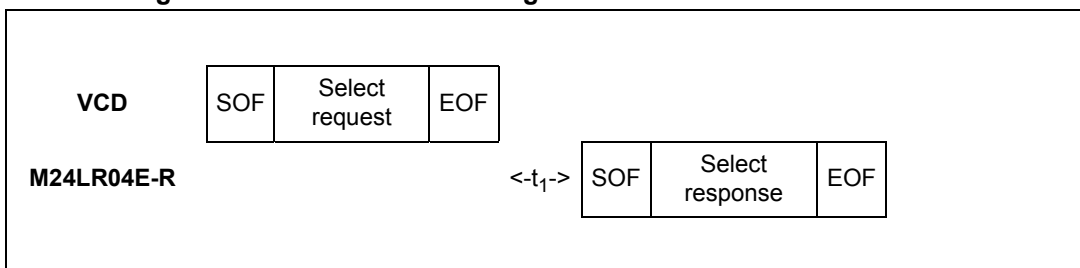 VCD SOF Select request EOF
M24LR04E-R <-t1-> SOF Select response EOF